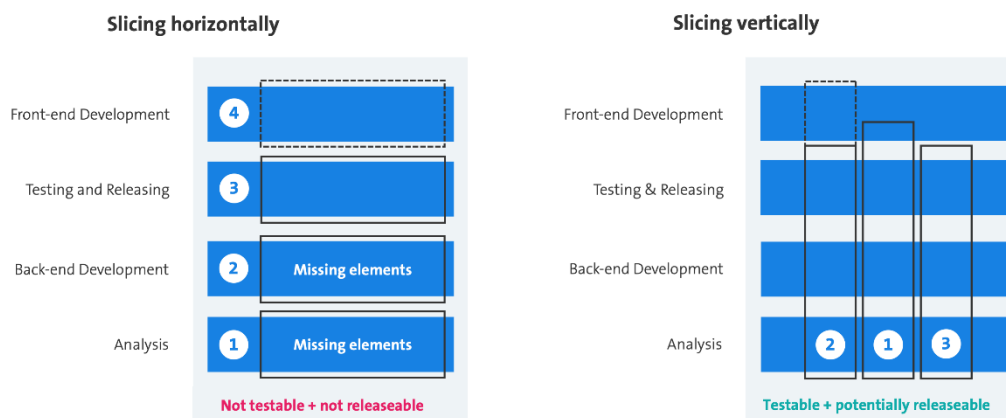 Slicing horizontally
Front-end Development
4
Testing and Releasing
3
Back-end Development
2
Missing elements
Analysis
1
Missing elements
Not testable + not releaseable
Slicing vertically
Front-end Development
Testing & Releasing
Back-end Development
Analysis
2
1
3
Testable + potentially releaseable